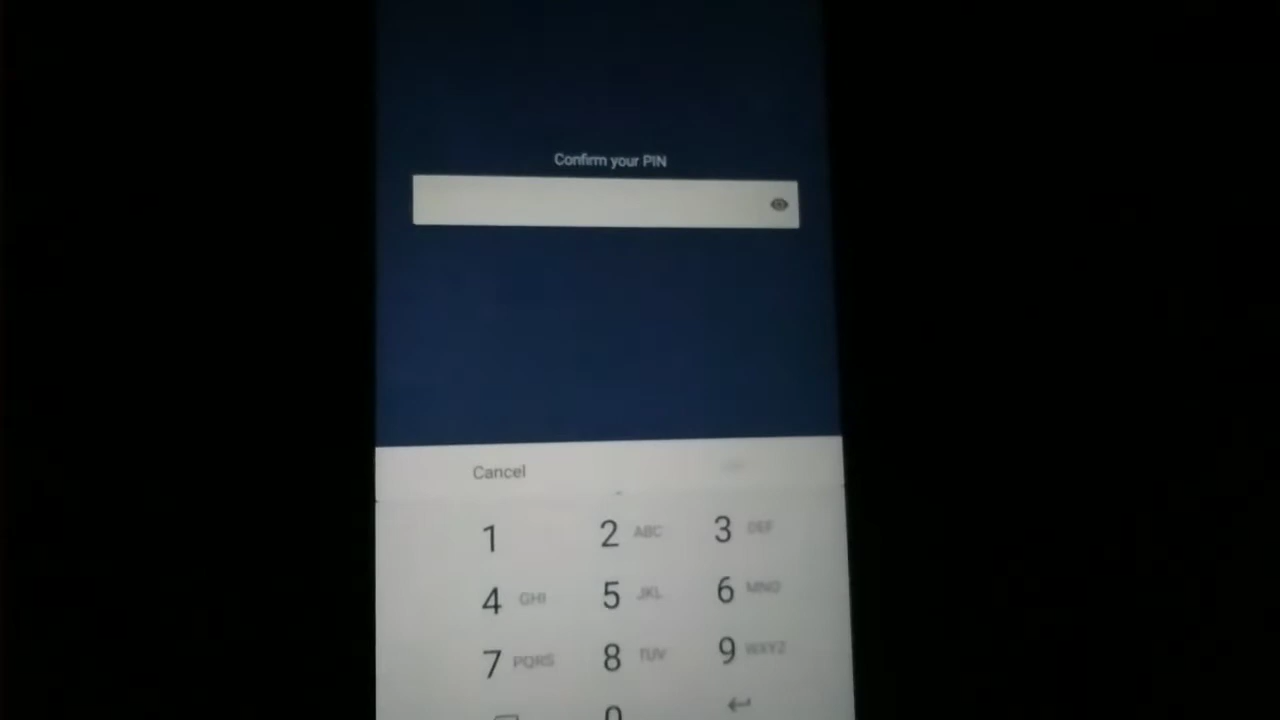 Confirm your PIN
Cancel
1 2 ABC 3 DEF
4 GHI 5 JKL 6 MNO
7 PQRS 8 TUV 9 WXYZ
0